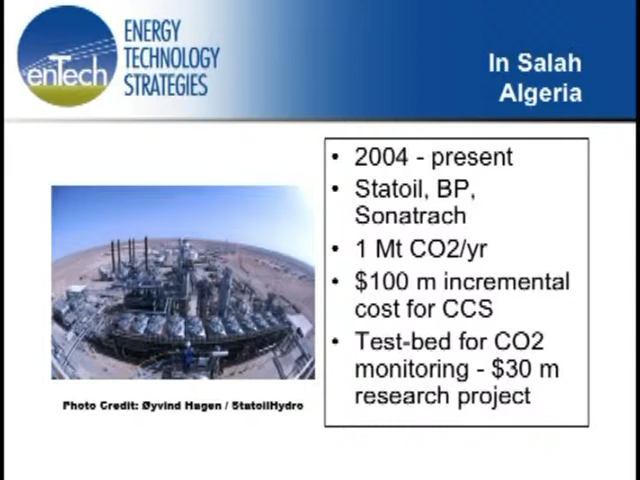 enTech
ENERGY
TECHNOLOGY
STRATEGIES
In Salah
Algeria
• 2004 - present
• Statoil, BP,
Sonatrach
• 1 Mt CO2/yr
• $100 m incremental
cost for CCS
• Test-bed for CO2
monitoring - $30 m
research project
Photo Credit: Øyvind Hagen / StatoilHydro